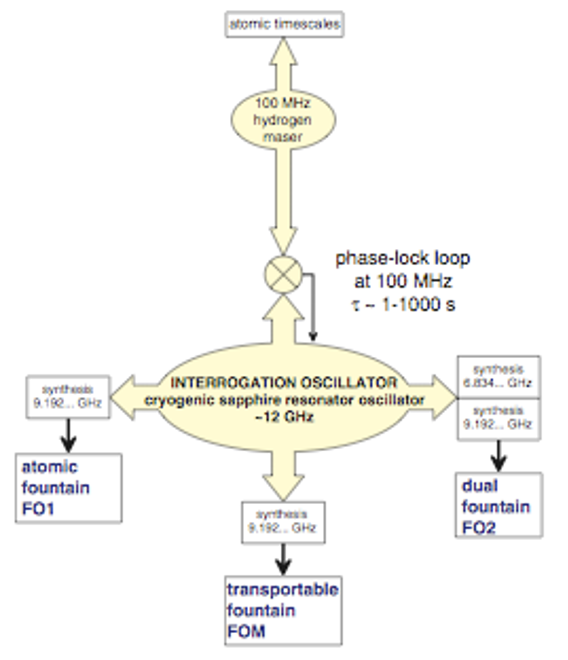 atomic timescales
100 MHz
hydrogen
maser
phase-lock loop
at 100 MHz
τ ~ 1-1000 s
INTERROGATION OSCILLATOR
cryogenic sapphire resonator oscillator
~12 GHz
synthesis
9.192... GHz
atomic
fountain
FO1
synthesis
6.834... GHz
synthesis
9.192... GHz
dual
fountain
FO2
synthesis
9.192... GHz
transportable
fountain
FOM